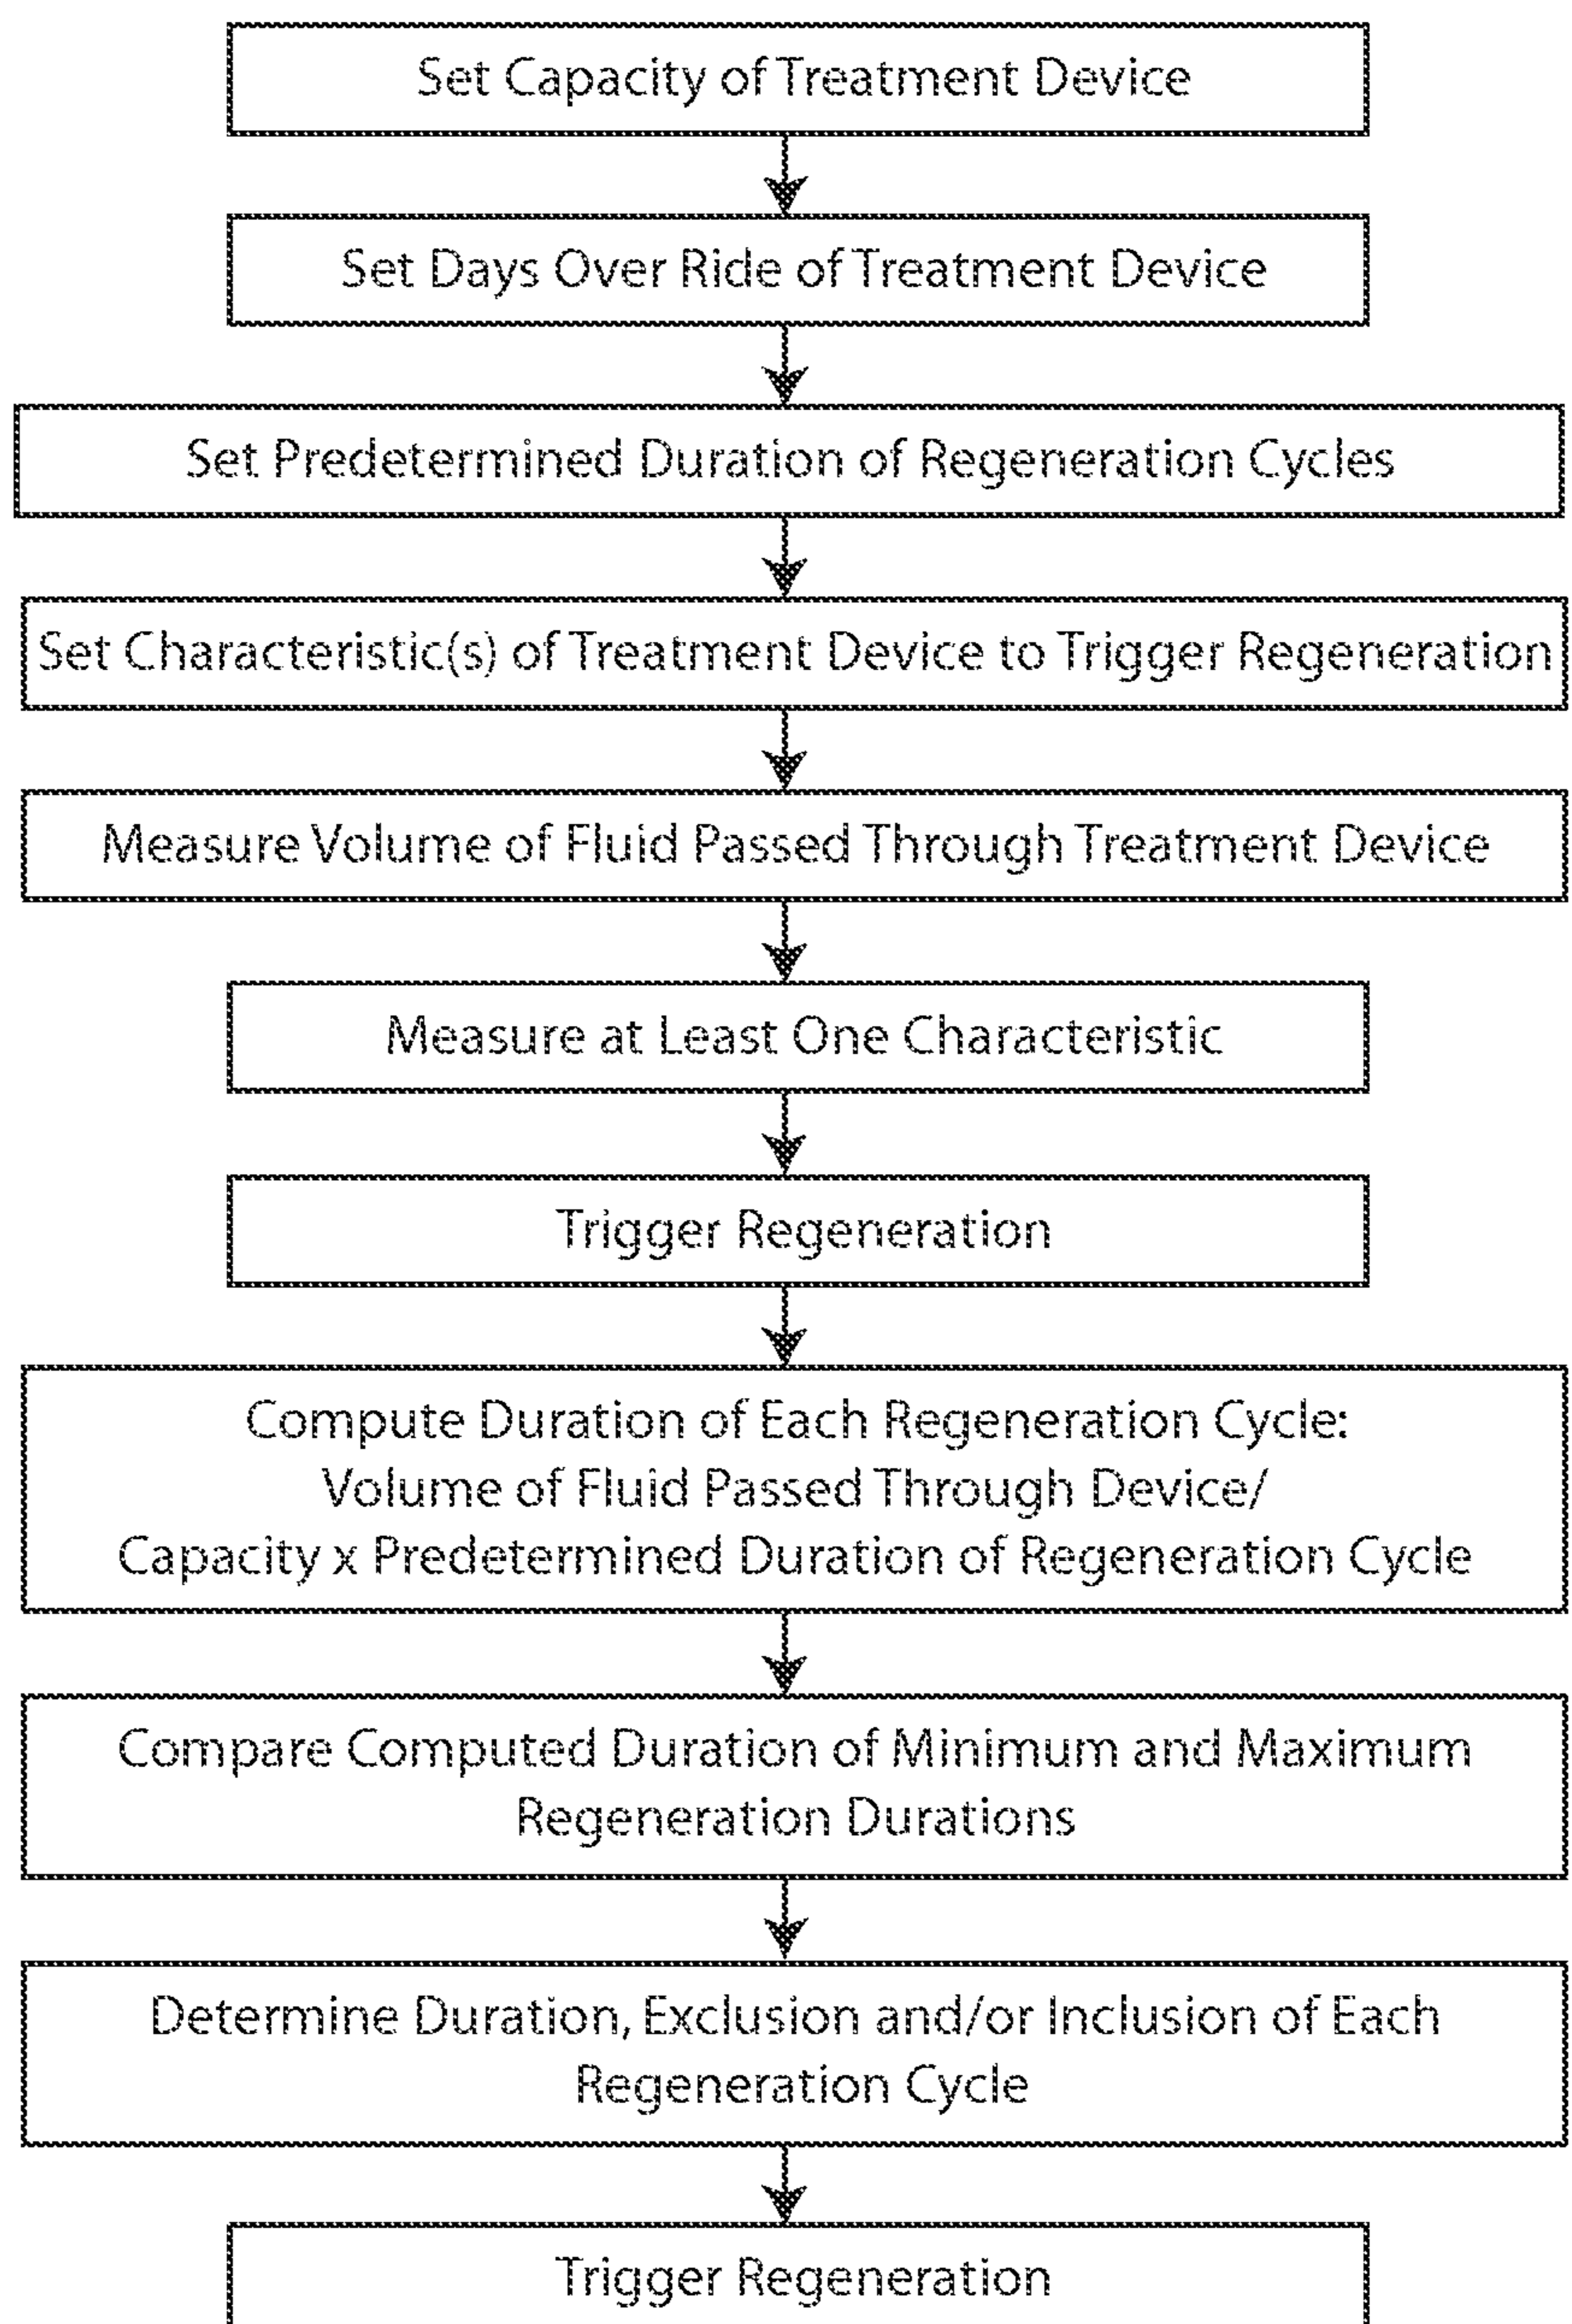 Set Capacity of Treatment Device
Set Days Over Ride of Treatment Device
Set Predetermined Duration of Regeneration Cycles
Set Characteristic(s) of Treatment Device to Trigger Regeneration
Measure Volume of Fluid Passed Through Treatment Device
Measure at Least One Characteristic
Trigger Regeneration
Compute Duration of Each Regeneration Cycle:
Volume of Fluid Passed Through Device/
Capacity x Predetermined Duration of Regeneration Cycle
Compare Computed Duration of Minimum and Maximum
Regeneration Durations
Determine Duration, Exclusion and/or Inclusion of Each
Regeneration Cycle
Trigger Regeneration